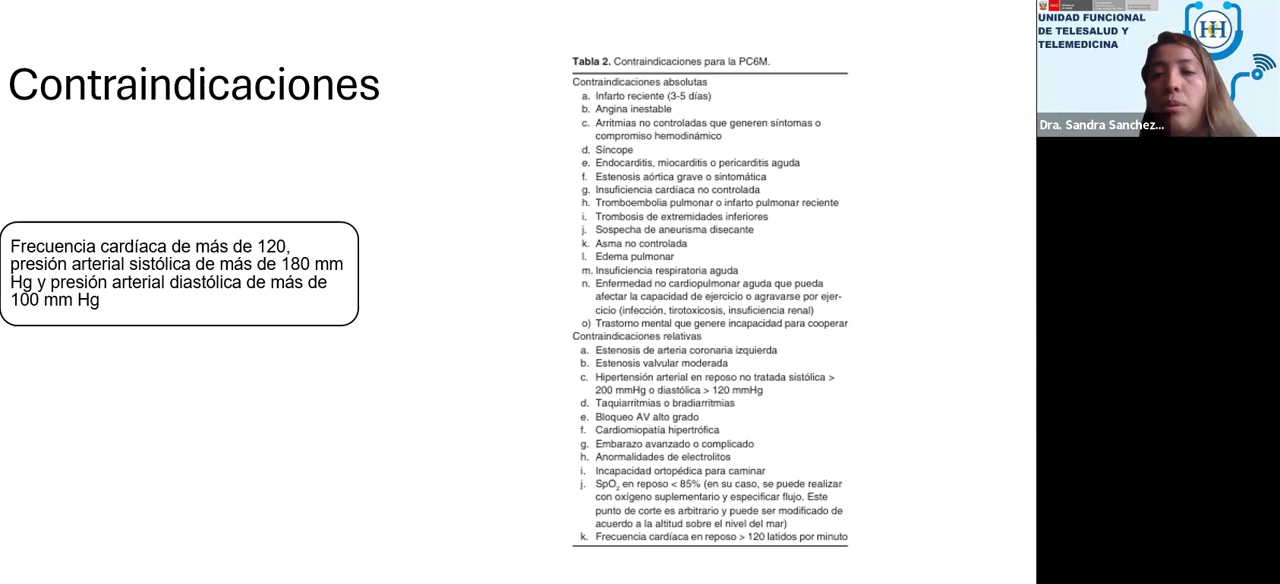 Contraindicaciones
Frecuencia cardíaca de más de 120,
presión arterial sistólica de más de 180 mm
Hg y presión arterial diastólica de más de
100 mm Hg
Tabla 2. Contraindicaciones para la PC6M.
Contraindicaciones absolutas
a. Infarto reciente (3-5 días)
b. Angina inestable
c. Arritmias no controladas que generen síntomas o
compromiso hemodinámico
d. Síncope
e. Endocarditis, miocarditis o pericarditis aguda
f. Estenosis aórtica grave o sintomática
g. Insuficiencia cardíaca no controlada
h. Tromboembolia pulmonar o infarto pulmonar reciente
i. Trombosis de extremidades inferiores
j. Sospecha de aneurisma disecante
k. Asma no controlada
l. Edema pulmonar
m. Insuficiencia respiratoria aguda
n. Enfermedad no cardiopulmonar aguda que pueda
afectar la capacidad de ejercicio o agravarse por ejer-
cicio (infección, tirotoxicosis, insuficiencia renal)
o) Trastorno mental que genere incapacidad para cooperar
Contraindicaciones relativas
a. Estenosis de arteria coronaria izquierda
b. Estenosis valvular moderada
c. Hipertensión arterial en reposo no tratada sistólica >
200 mmHg o diastólica > 120 mmHg
d. Taquiarritmias o bradiarritmias
e. Bloqueo AV alto grado
f. Cardiomiopatía hipertrófica
g. Embarazo avanzado o complicado
h. Anormalidades de electrolitos
i. Incapacidad ortopédica para caminar
j. SpO2 en reposo < 85% (en su caso, se puede realizar
con oxígeno suplementario y especificar flujo. Este
punto de corte es arbitrario y puede ser modificado de
acuerdo a la altitud sobre el nivel del mar)
k. Frecuencia cardíaca en reposo > 120 latidos por minuto
UNIDAD FUNCIONAL
DE TELESALUD Y
TELEMEDICINA
Dra. Sandra Sanchez...